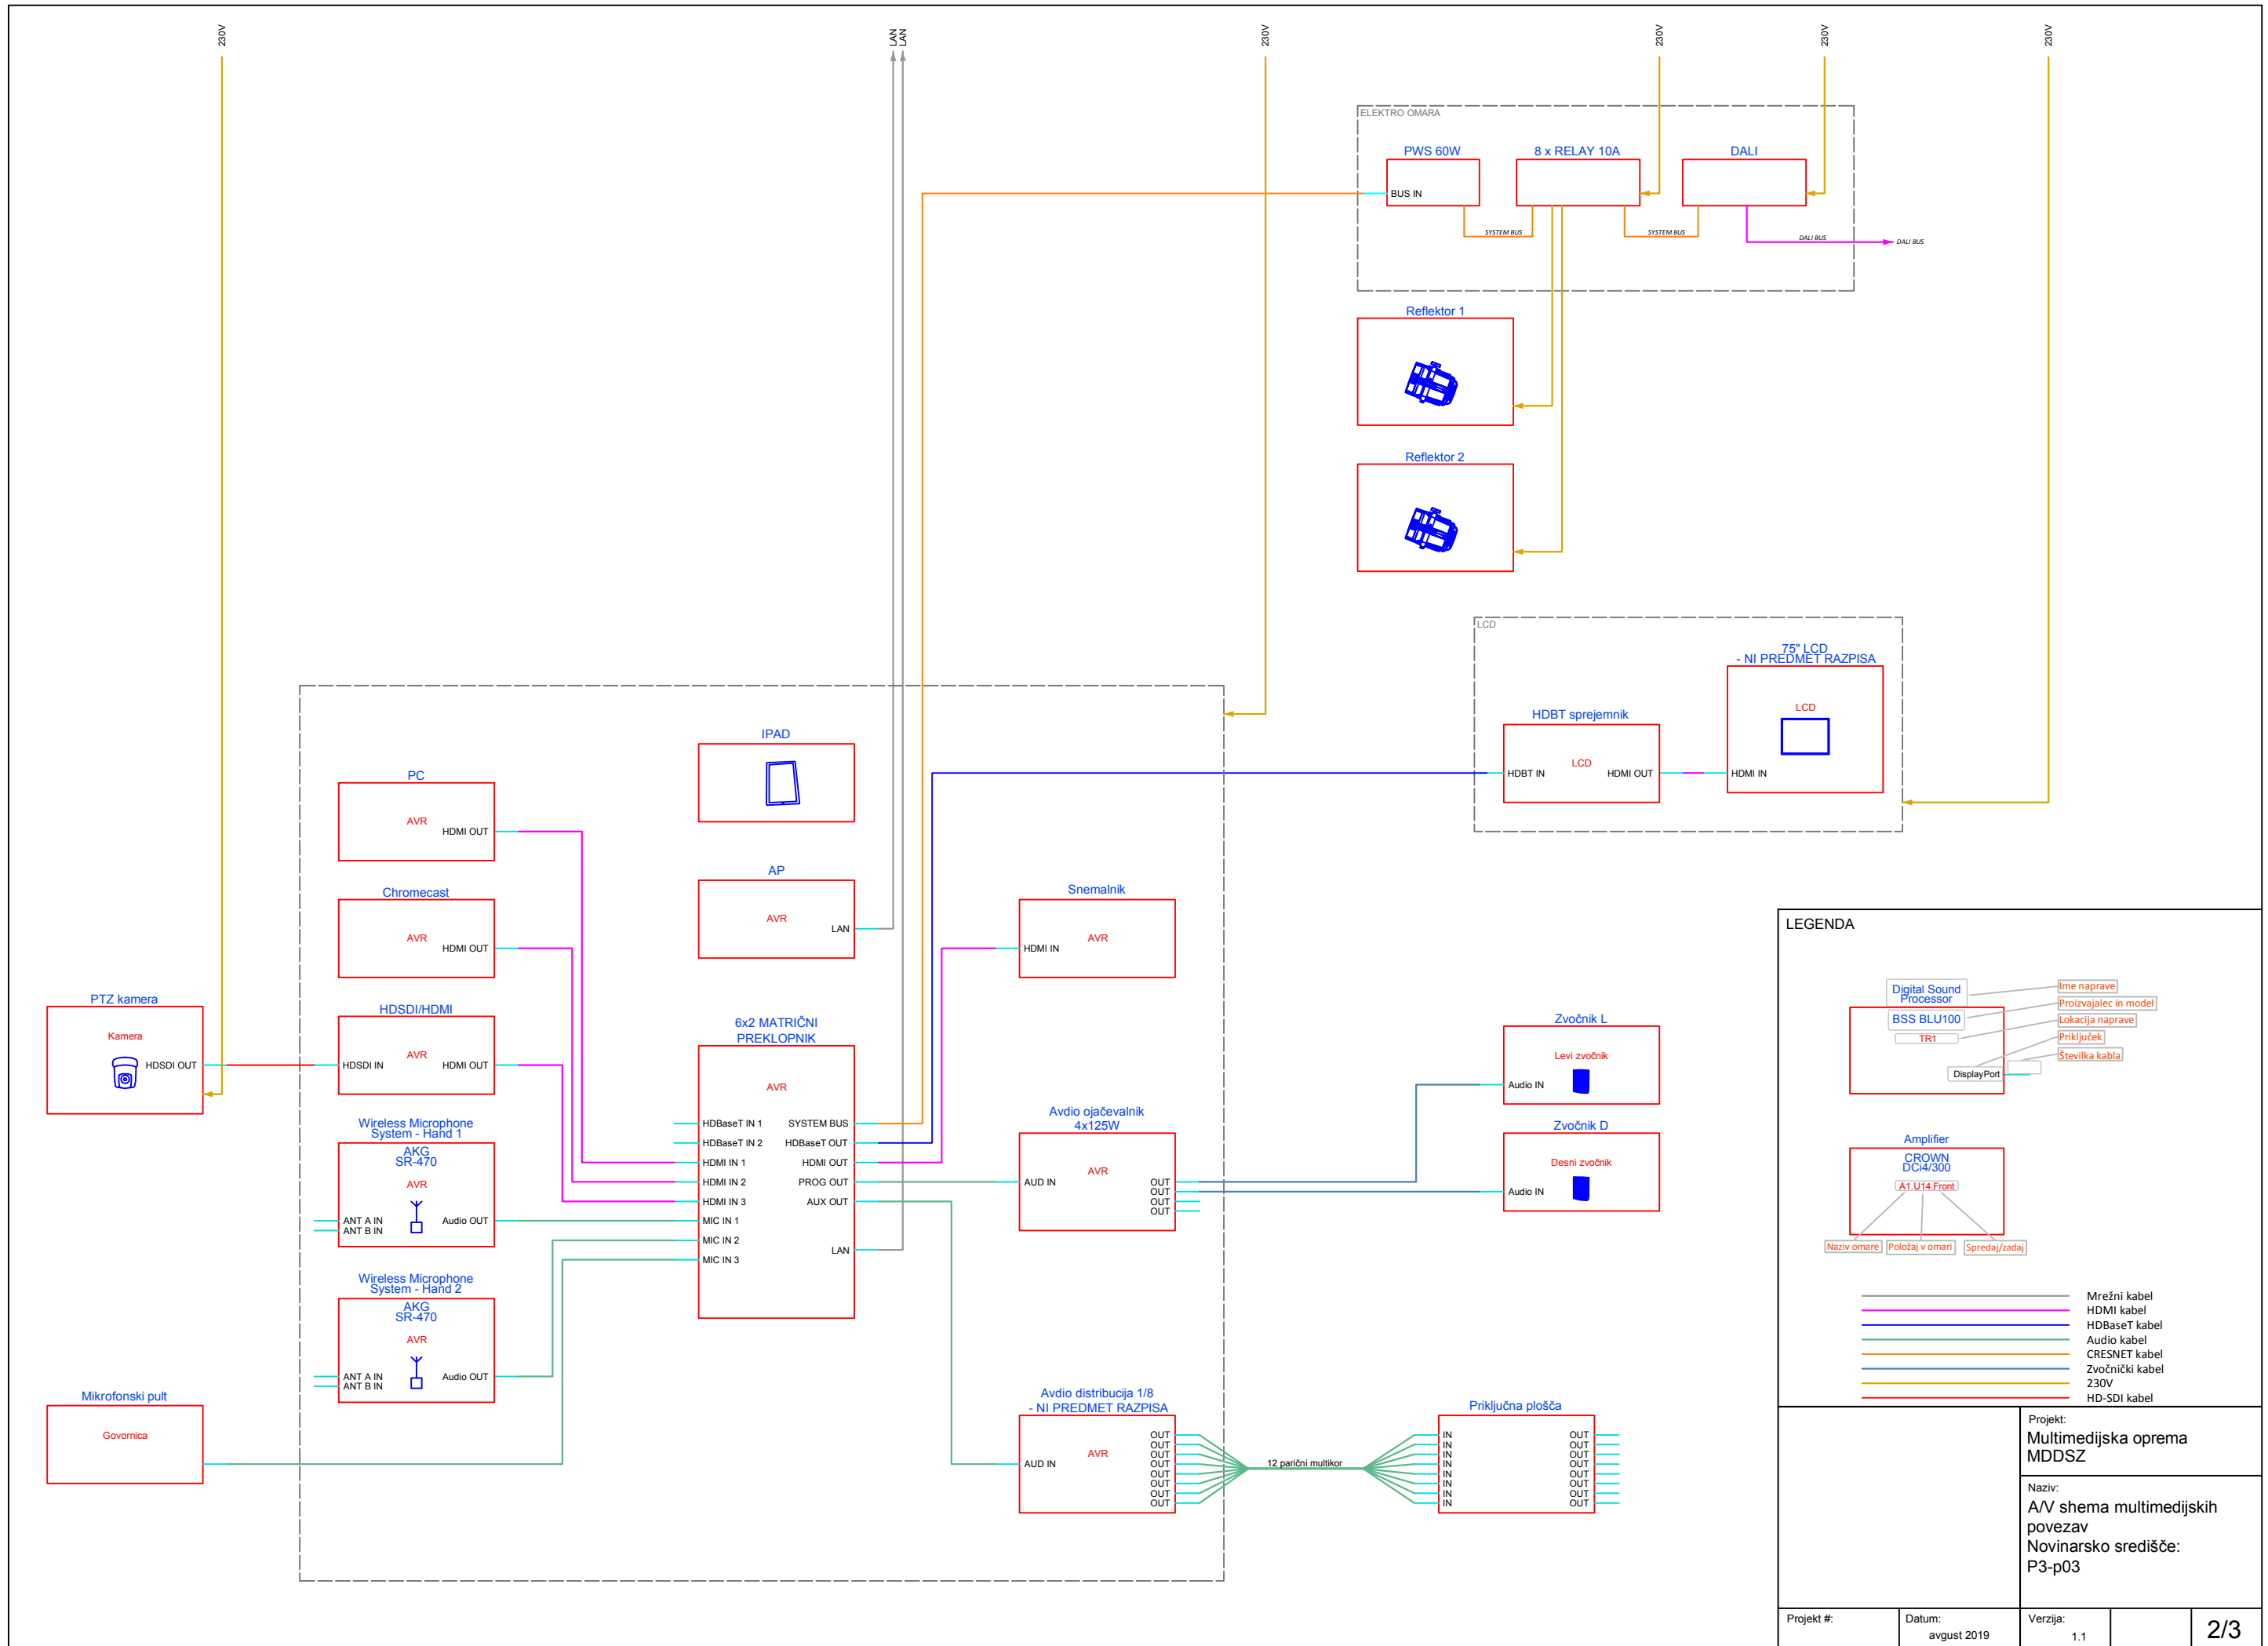 230V
LAN
LAN
230V
230V
230V
230V
ELEKTRO OMARA
PWS 60W
BUS IN
8 x RELAY 10A
DALI
SYSTEM BUS
SYSTEM BUS
DALI BUS
DALI BUS
Reflektor 1
Reflektor 2
LCD
75" LCD
- NI PREDMET RAZPISA
LCD
HDMI IN
HDBT sprejemnik
LCD
HDBT IN
HDMI OUT
IPAD
PC
AVR
HDMI OUT
AP
AVR
LAN
Chromecast
AVR
HDMI OUT
Snemalnik
AVR
HDMI IN
PTZ kamera
Kamera
HDSDI OUT
HDSDI/HDMI
AVR
HDSDI IN
HDMI OUT
6x2 MATRIČNI
PREKLOPNIK
AVR
HDBaseT IN 1
HDBaseT IN 2
HDMI IN 1
HDMI IN 2
HDMI IN 3
MIC IN 1
MIC IN 2
MIC IN 3
SYSTEM BUS
HDBaseT OUT
HDMI OUT
PROG OUT
AUX OUT
LAN
Wireless Microphone
System - Hand 1
AKG
SR-470
AVR
ANT A IN
ANT B IN
Audio OUT
Wireless Microphone
System - Hand 2
AKG
SR-470
AVR
ANT A IN
ANT B IN
Audio OUT
Mikrofonski pult
Govornica
Avdio ojačevalnik
4x125W
AVR
AUD IN
OUT
OUT
OUT
OUT
Zvočnik L
Levi zvočnik
Audio IN
Zvočnik D
Desni zvočnik
Audio IN
Avdio distribucija 1/8
- NI PREDMET RAZPISA
AVR
AUD IN
OUT
OUT
OUT
OUT
OUT
OUT
OUT
OUT
12 parični multikor
Priključna plošča
IN
IN
IN
IN
IN
IN
IN
IN
OUT
OUT
OUT
OUT
OUT
OUT
OUT
OUT
LEGENDA
Digital Sound
Processor
BSS BLU100
TR1
DisplayPort
Ime naprave
Proizvajalec in model
Lokacija naprave
Priključek
Številka kabla
Amplifier
CROWN
DCi4/300
A1.U14.Front
Naziv omare
Položaj v omari
Spredaj/zadaj
Mrežni kabel
HDMI kabel
HDBaseT kabel
Audio kabel
CRESNET kabel
Zvočnički kabel
230V
HD-SDI kabel
Projekt:
Multimedijska oprema
MDDSZ
Naziv:
A/V shema multimedijskih
povezav
Novinarsko središče:
P3-p03
Projekt #:
Datum:
avgust 2019
Verzija:
1.1
2/3